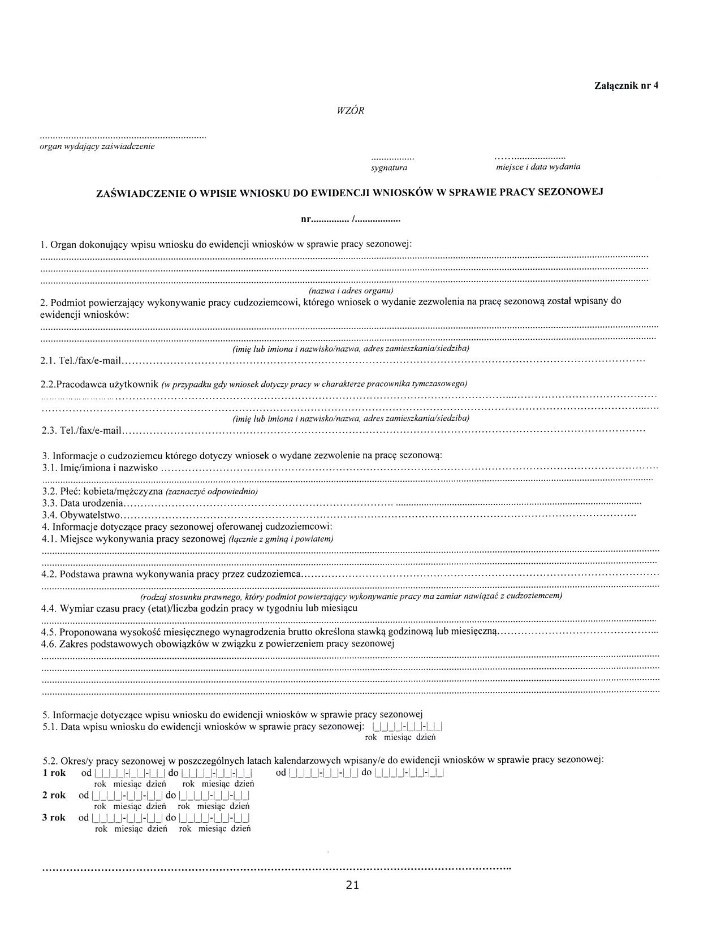 Załącznik nr 4
WZÓR
................................................................
organ wydający zaświadczenie
................. ........................
sygnatura miejsce i data wydania
ZAŚWIADCZENIE O WPISIE WNIOSKU DO EWIDENCJI WNIOSKÓW W SPRAWIE PRACY SEZONOWEJ
nr............... /..................
1. Organ dokonujący wpisu wniosku do ewidencji wniosków w sprawie pracy sezonowej:
(nazwa i adres organu)
2. Podmiot powierzający wykonywanie pracy cudzoziemcowi, którego wniosek o wydanie zezwolenia na pracę sezonową został wpisany do
ewidencji wniosków:
(imię lub imiona i nazwisko/nazwa, adres zamieszkania/siedziba)
2.1. Tel./fax/e-mail……………………………………
2.2.Pracodawca użytkownik (w przypadku gdy wniosek dotyczy pracy w charakterze pracownika tymczasowego)
(imię lub imiona i nazwisko/nazwa, adres zamieszkania/siedziba)
2.3. Tel./fax/e-mail……………………………………
3. Informacje o cudzoziemcu którego dotyczy wniosek o wydane zezwolenie na pracę sezonową:
3.1. Imię/imiona i nazwisko ……………………………………
3.2. Płeć: kobieta/mężczyzna (zaznaczyć odpowiednio)
3.3. Data urodzenia……………………………………
3.4. Obywatelstwo……………………………………
4. Informacje dotyczące pracy sezonowej oferowanej cudzoziemcowi:
4.1. Miejsce wykonywania pracy sezonowej (łącznie z gminą i powiatem)
4.2. Podstawa prawna wykonywania pracy przez cudzoziemca……………………………………
(rodzaj stosunku prawnego, który podmiot powierzający wykonywanie pracy ma zamiar nawiązać z cudzoziemcem)
4.4. Wymiar czasu pracy (etat)/liczba godzin pracy w tygodniu lub miesiącu
4.5. Proponowana wysokość miesięcznego wynagrodzenia brutto określona stawką godzinową lub miesięczną……………………
4.6. Zakres podstawowych obowiązków w związku z powierzeniem pracy sezonowej
5. Informacje dotyczące wpisu wniosku do ewidencji wniosków w sprawie pracy sezonowej
5.1. Data wpisu wniosku do ewidencji wniosków w sprawie pracy sezonowej: |_|_|_|_|-|_|_|-|_|_|
rok miesiąc dzień
5.2. Okres/y pracy sezonowej w poszczególnych latach kalendarzowych wpisany/e do ewidencji wniosków w sprawie pracy sezonowej:
1 rok od |_|_|_|_|-|_|_|-|_|_| do |_|_|_|_|-|_|_|-|_|_| od |_|_|_|_|-|_|_|-|_|_| do |_|_|_|_|-|_|_|-|_|_|
rok miesiąc dzień rok miesiąc dzień
2 rok od |_|_|_|_|-|_|_|-|_|_| do |_|_|_|_|-|_|_|-|_|_|
rok miesiąc dzień rok miesiąc dzień
3 rok od |_|_|_|_|-|_|_|-|_|_| do |_|_|_|_|-|_|_|-|_|_|
rok miesiąc dzień rok miesiąc dzień
21